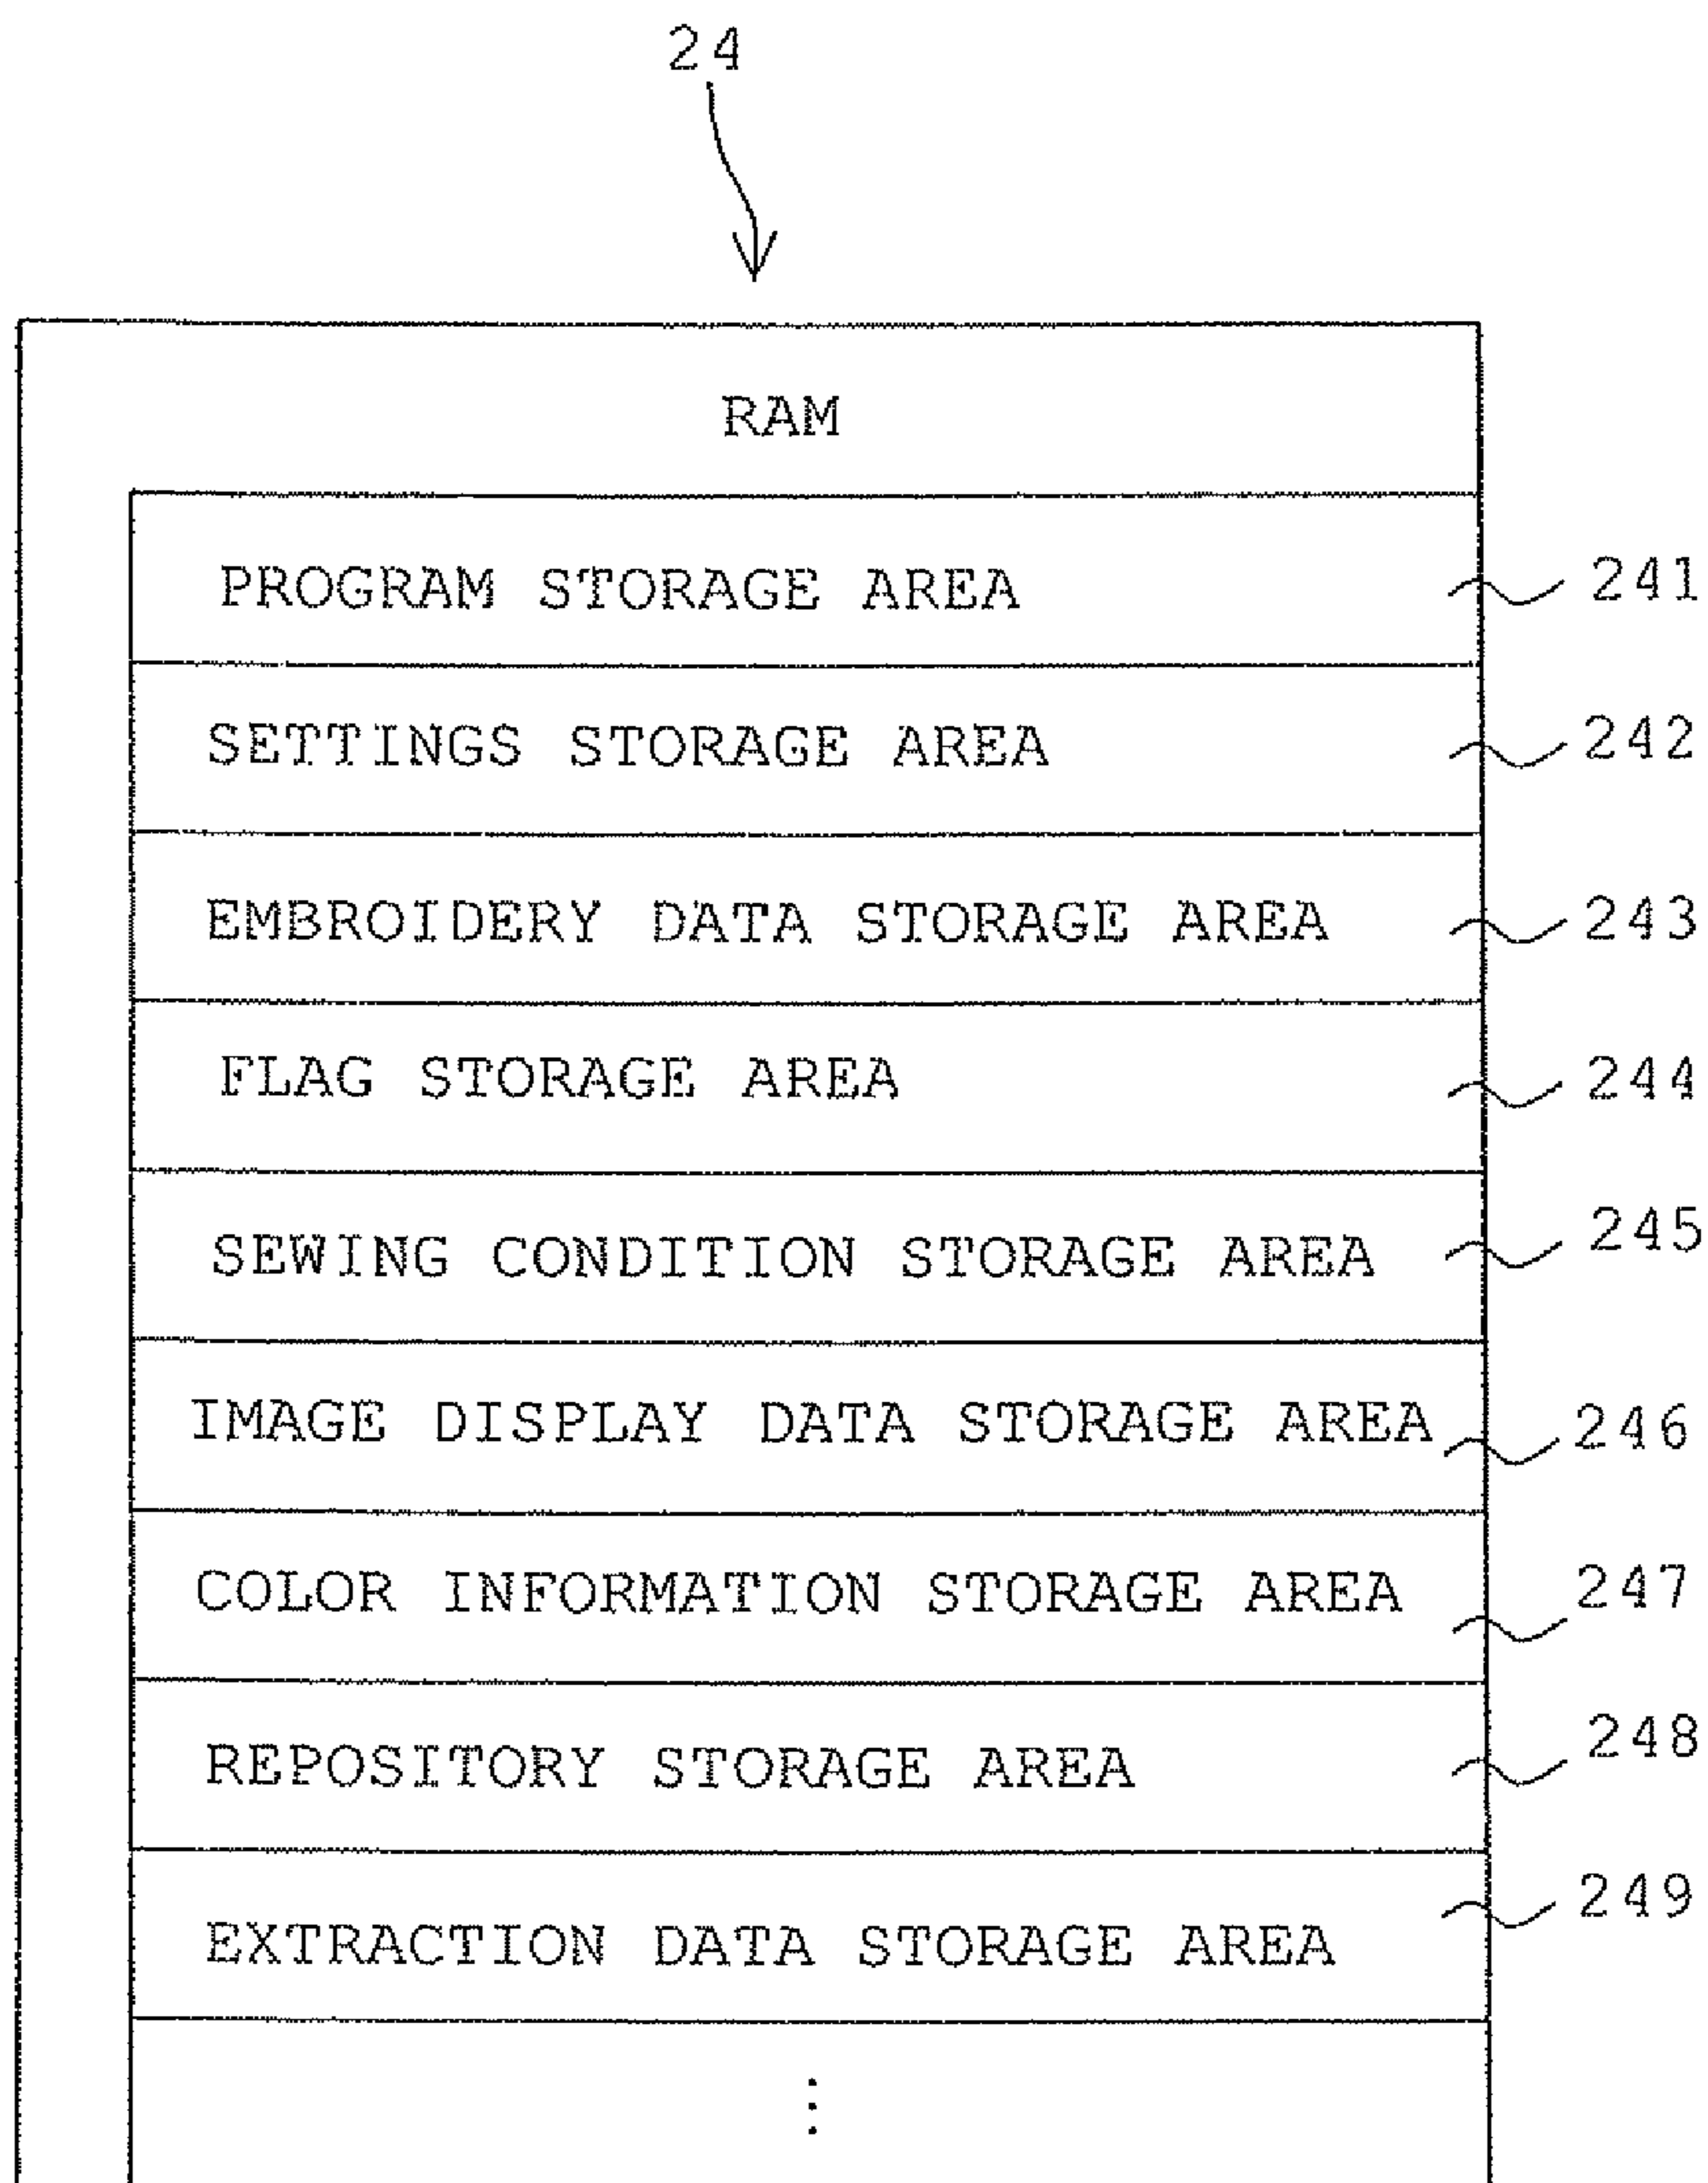 24
RAM
PROGRAM STORAGE AREA 241
SETTINGS STORAGE AREA 242
EMBROIDERY DATA STORAGE AREA 243
FLAG STORAGE AREA 244
SEWING CONDITION STORAGE AREA 245
IMAGE DISPLAY DATA STORAGE AREA 246
COLOR INFORMATION STORAGE AREA 247
REPOSITORY STORAGE AREA 248
EXTRACTION DATA STORAGE AREA 249
⋮